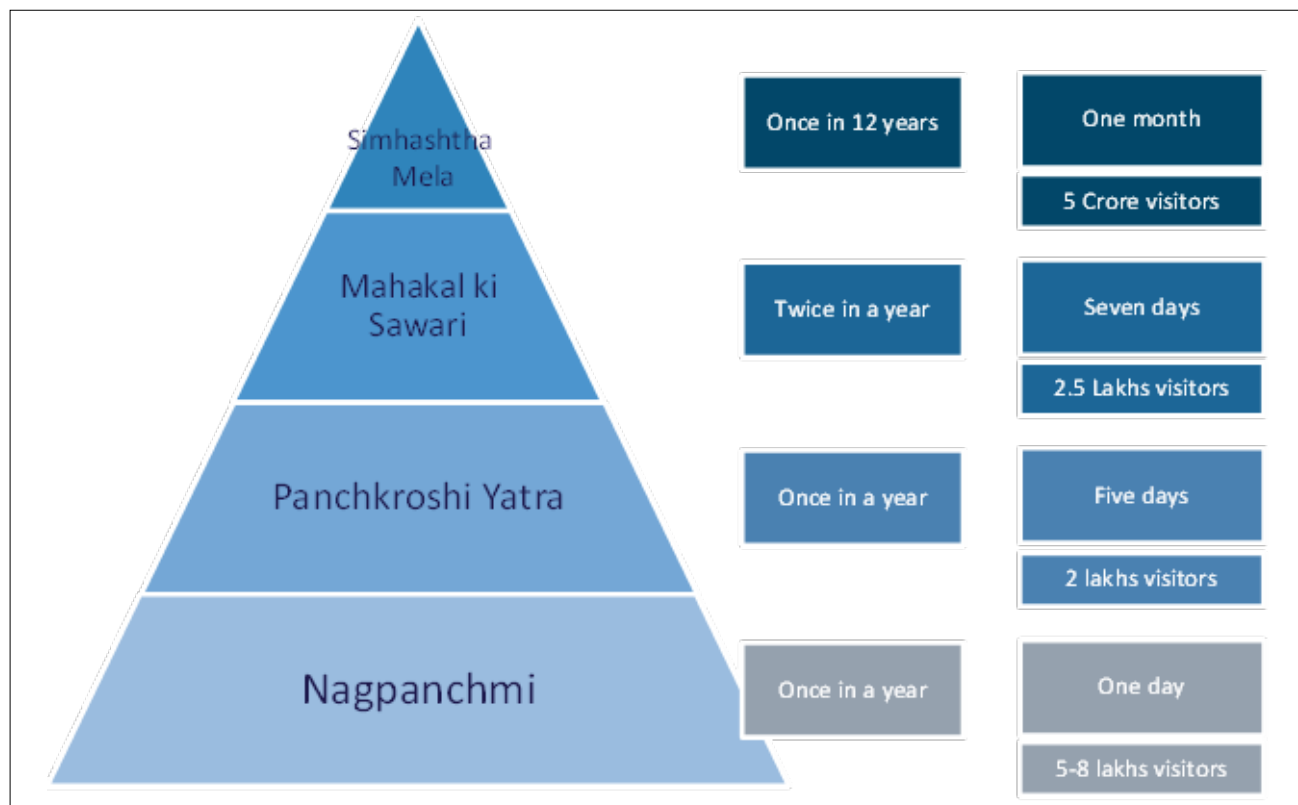 Simhashtha
Mela
Once in 12 years
One month
5 Crore visitors
Mahakal ki
Sawari
Twice in a year
Seven days
2.5 Lakhs visitors
Panchkroshi Yatra
Once in a year
Five days
2 lakhs visitors
Nagpanchmi
Once in a year
One day
5-8 lakhs visitors